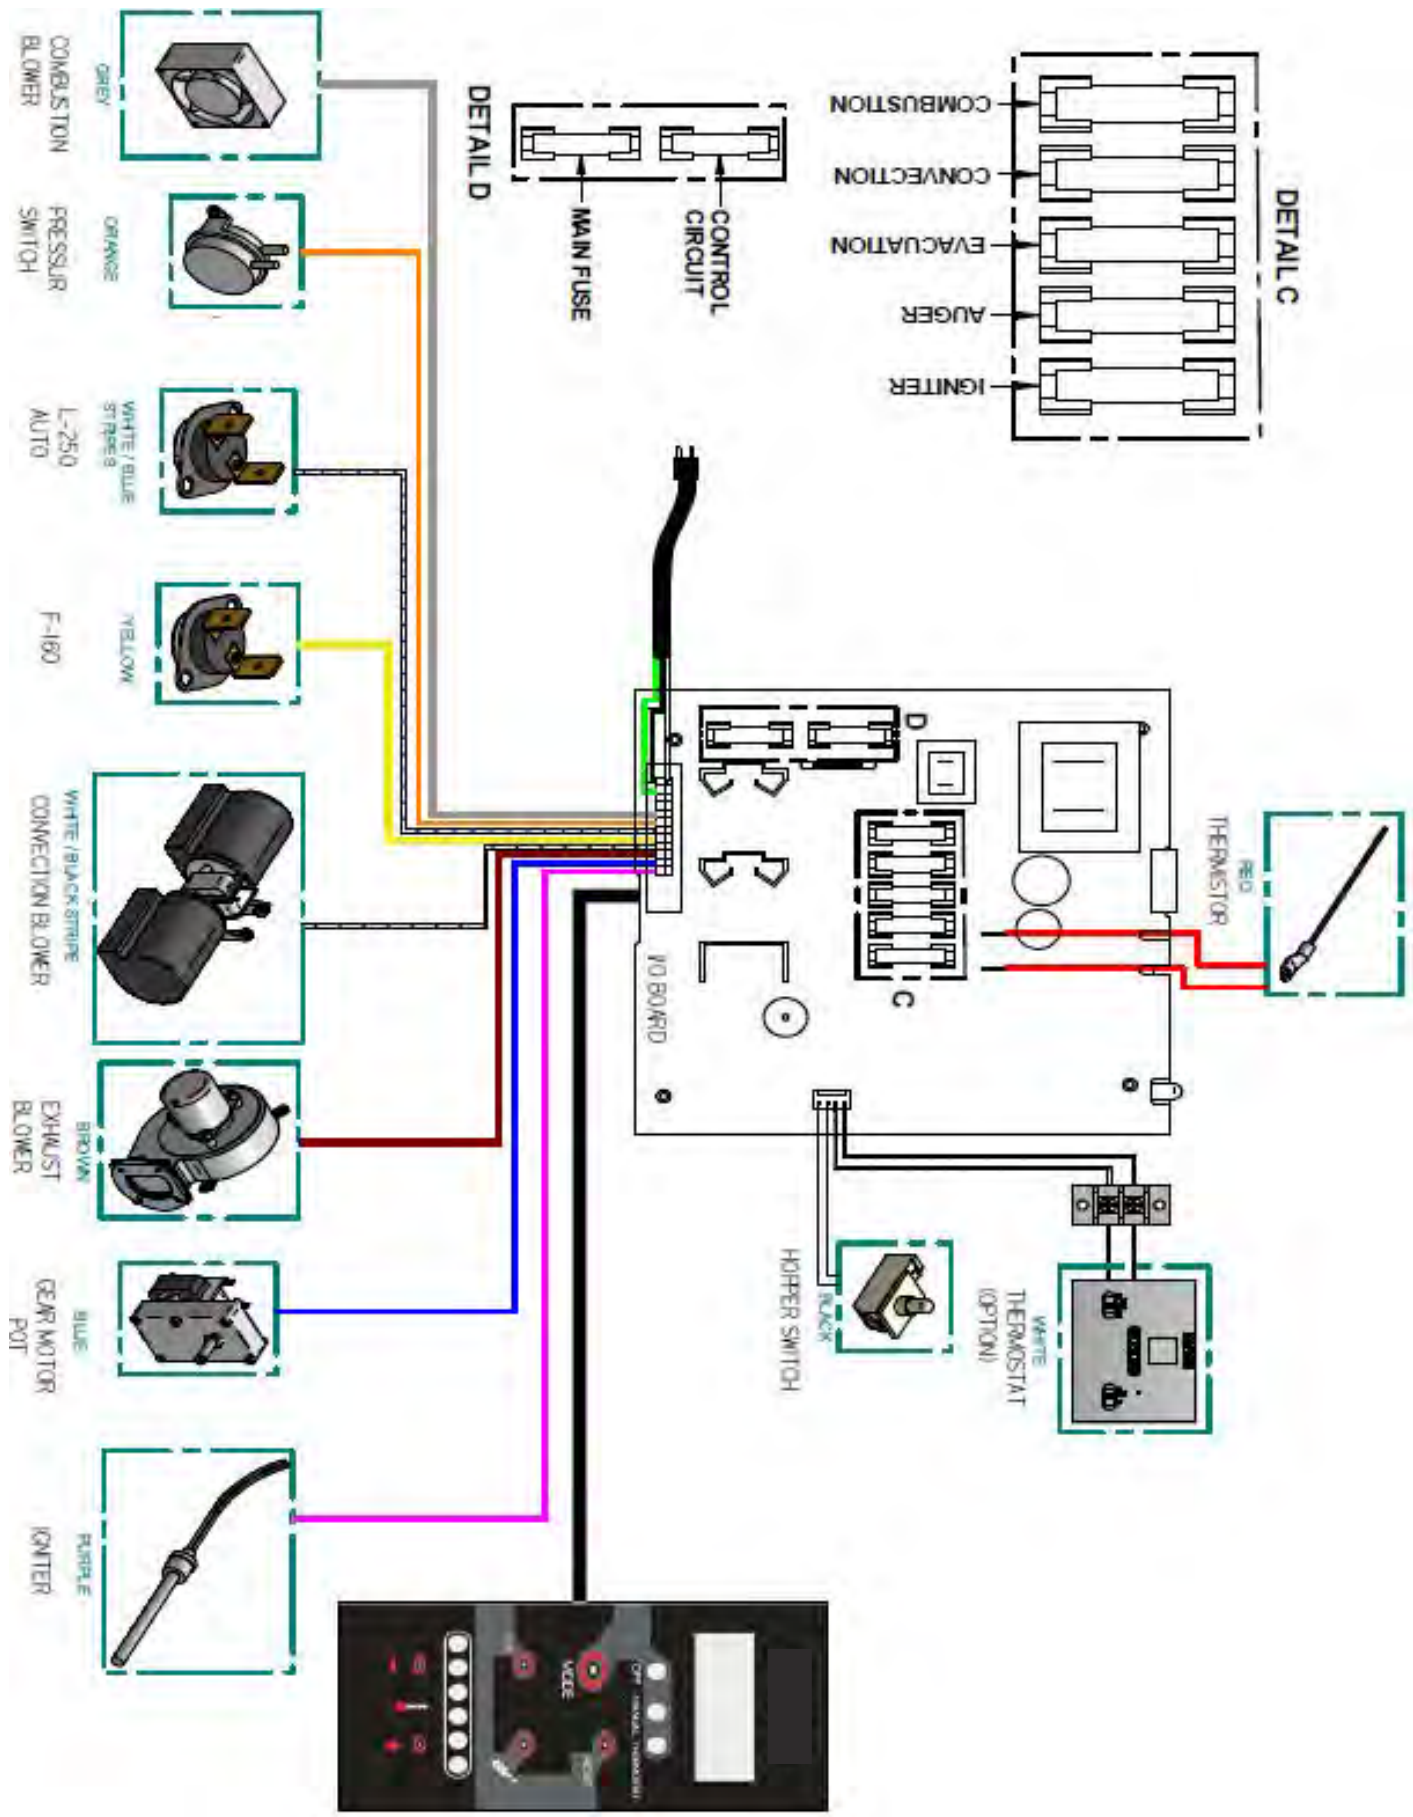 COMBUSTION
BLOWER
GREY
PRESSUR
SWITCH
ORANGE
L-250
AUTO
WHITE / BLUE
STRIPES
F-160
YELLOW
WHITE / BLACK STRIPE
CONVECTION BLOWER
BROWN
EXHAUST
BLOWER
BLUE
GEAR MOTOR
POT
PURPLE
IGNITER
DETAIL D
MAIN FUSE
CONTROL
CIRCUIT
DETAIL C
COMBUSTION
CONVECTION
EVACUATION
AUGER
IGNITER
D
C
I/O BOARD
RED
THERMISTOR
HOPPER SWITCH
BLACK
WHITE
THERMOSTAT
(OPTION)
MODE
OFF